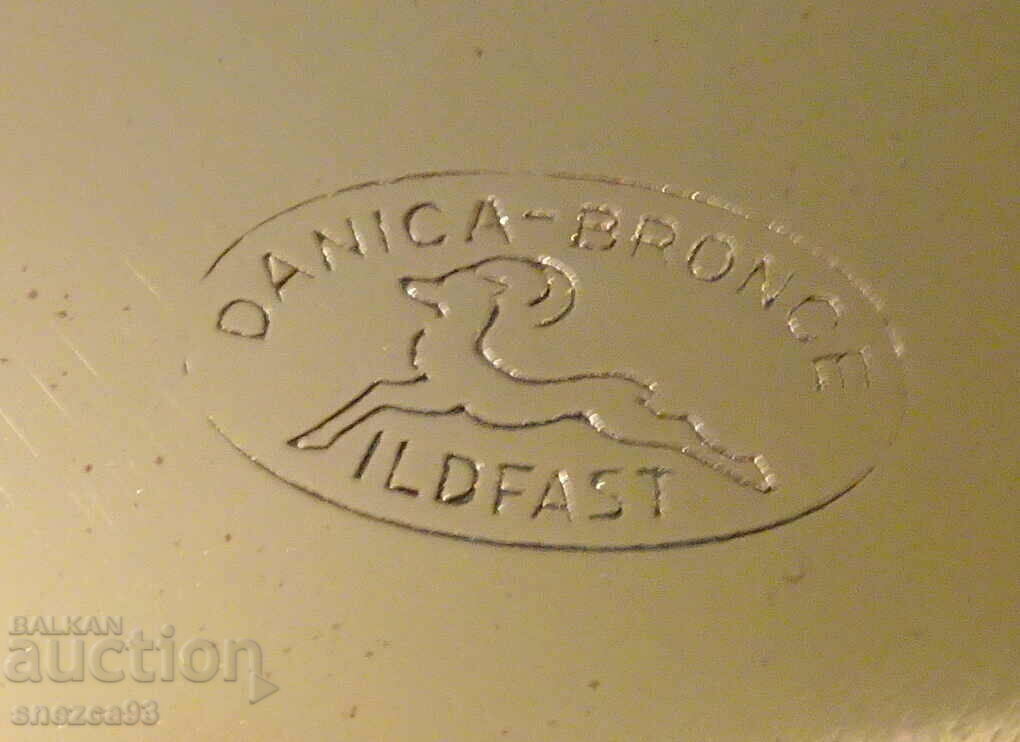 DANICA-BRONCE
ILDFAST
BALKAN
auction
snezca93